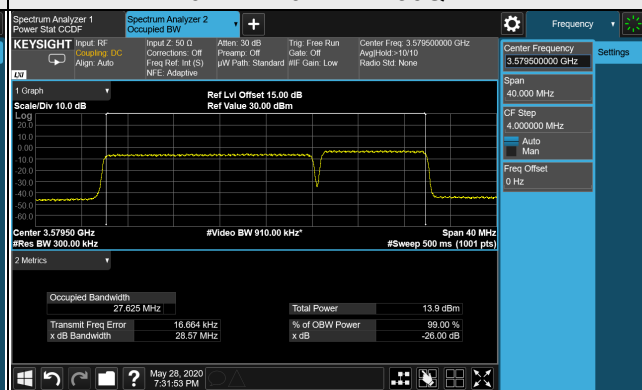 Spectrum Analyzer 1
Power Stat CCDF
Spectrum Analyzer 2
Occupied BW
+
Frequency
KEYSIGHT
Input: RF
Coupling: DC
Align: Auto
Input Z: 50 Ω
Corrections: Off
Freq Ref: Int (S)
NFE: Adaptive
Atten: 30 dB
Preamp: Off
µW Path: Standard
Trig: Free Run
Gate: Off
#IF Gain: Low
Center Freq: 3.579500000 GHz
Avg|Hold:>10/10
Radio Std: None
LXI
1 Graph
Scale/Div 10.0 dB
Ref Lvl Offset 15.00 dB
Ref Value 30.00 dBm
Log
20.0
10.0
0.00
-10.0
-20.0
-30.0
-40.0
-50.0
-60.0
Center 3.57950 GHz
#Res BW 300.00 kHz
#Video BW 910.00 kHz*
Span 40 MHz
#Sweep 500 ms (1001 pts)
2 Metrics
Occupied Bandwidth
27.625 MHz
Transmit Freq Error 16.664 kHz
x dB Bandwidth 28.57 MHz
Total Power 13.9 dBm
% of OBW Power 99.00 %
x dB -26.00 dB
Center Frequency
3.579500000 GHz
Span
40.000 MHz
CF Step
4.000000 MHz
Auto
Man
Freq Offset
0 Hz
Settings
?
May 28, 2020
7:31:53 PM